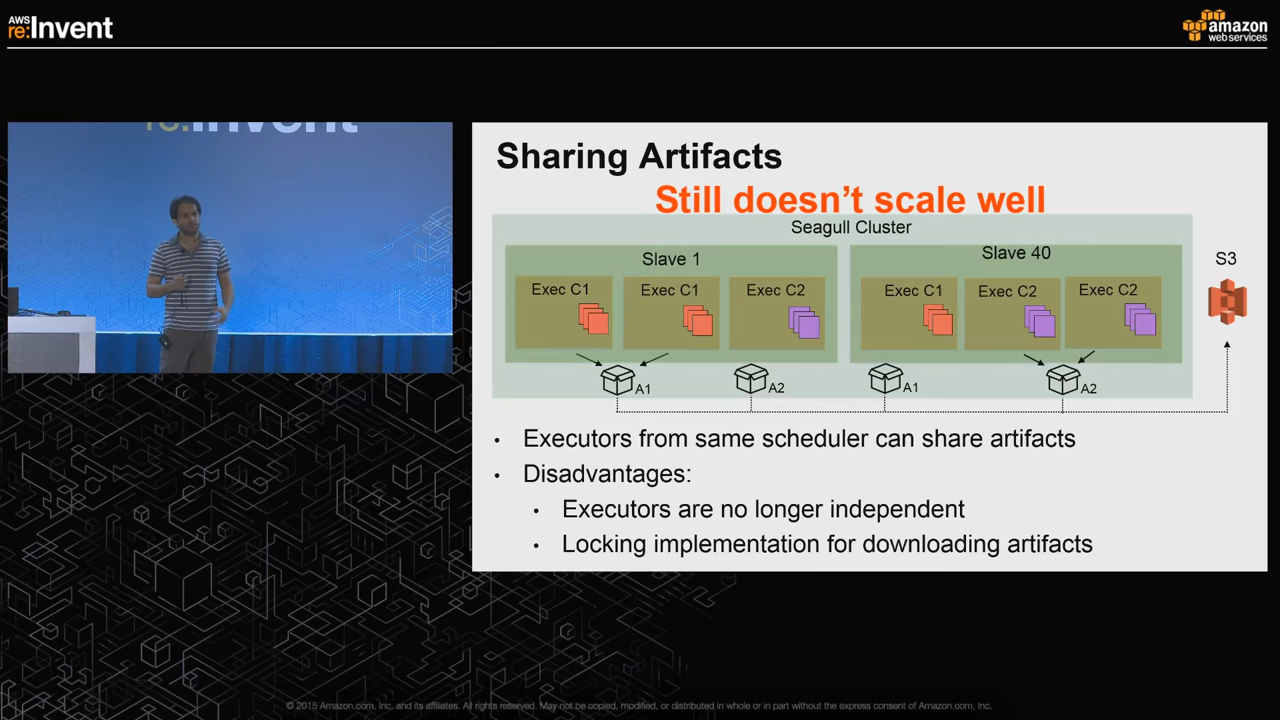 AWS
re:Invent
amazon
web services
re:Invent
Sharing Artifacts
Still doesn't scale well
Seagull Cluster
Slave 1
Slave 40
S3
Exec C1
Exec C1
Exec C2
Exec C1
Exec C2
Exec C2
A1
A2
A1
A2
• Executors from same scheduler can share artifacts
• Disadvantages:
• Executors are no longer independent
• Locking implementation for downloading artifacts
© 2015 Amazon.com, Inc. and its affiliates. All rights reserved. May not be copied, modified, or distributed in whole or in part without the express consent of Amazon.com, Inc.